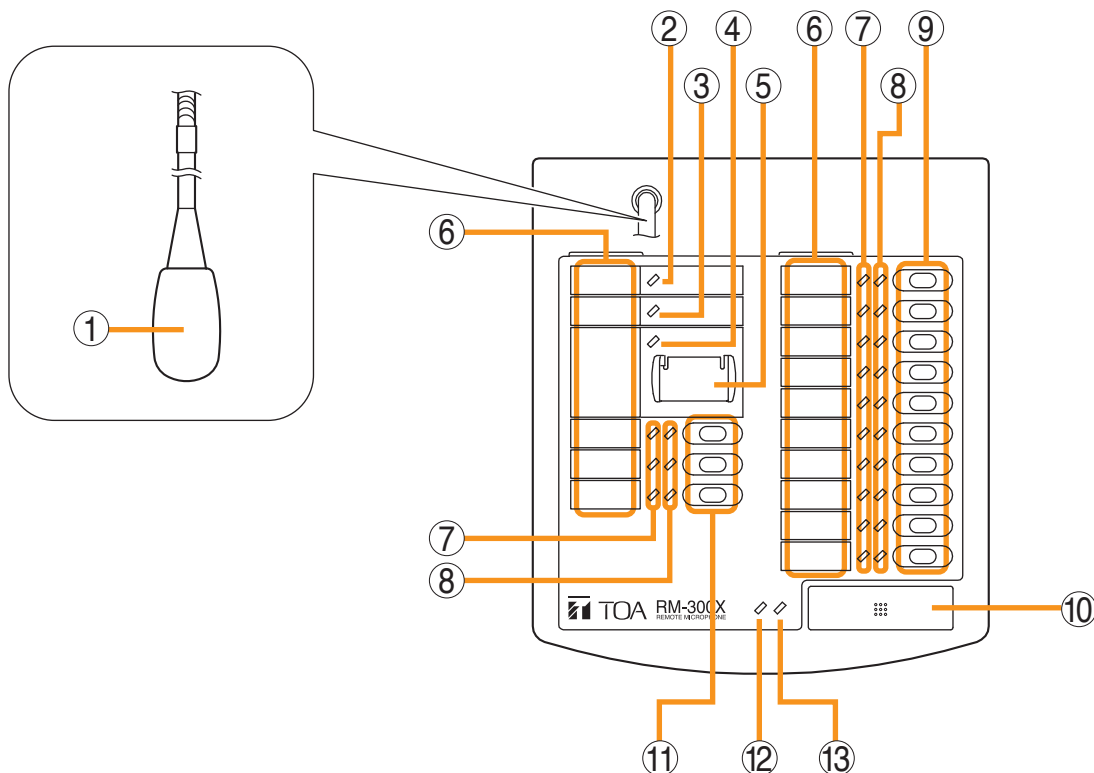 ② ④ ⑥ ⑦ ⑨
③ ⑤ ⑧
⑥
①
⑦
⑧
TOA RM-300X
REMOTE MICROPHONE
⑩
⑪ ⑫ ⑬